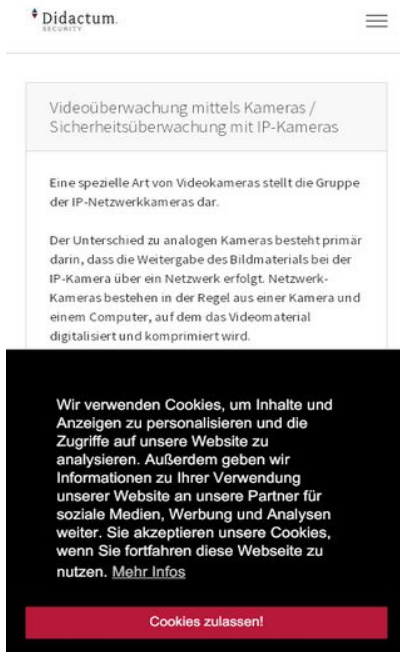 Didactum
SECURITY
Videoüberwachung mittels Kameras /
Sicherheitsüberwachung mit IP-Kameras
Eine spezielle Art von Videokameras stellt die Gruppe
der IP-Netzwerkkameras dar.
Der Unterschied zu analogen Kameras besteht primär
darin, dass die Weitergabe des Bildmaterials bei der
IP-Kamera über ein Netzwerk erfolgt. Netzwerk-
Kameras bestehen in der Regel aus einer Kamera und
einem Computer, auf dem das Videomaterial
digitalisiert und komprimiert wird.
Wir verwenden Cookies, um Inhalte und
Anzeigen zu personalisieren und die
Zugriffe auf unsere Website zu
analysieren. Außerdem geben wir
Informationen zu Ihrer Verwendung
unserer Website an unsere Partner für
soziale Medien, Werbung und Analysen
weiter. Sie akzeptieren unsere Cookies,
wenn Sie fortfahren diese Webseite zu
nutzen. Mehr Infos
Cookies zulassen!